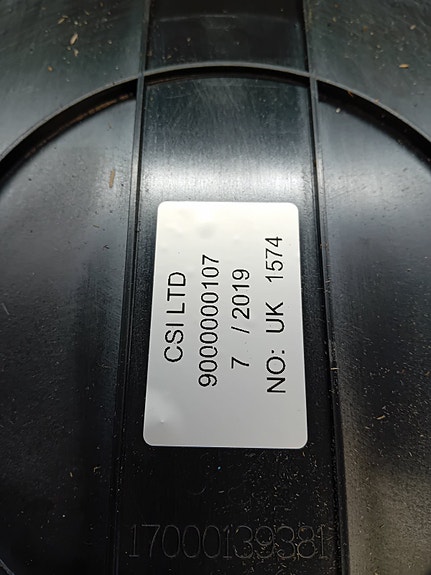 CSI LTD
9000000107
7 / 2019
NO: UK 1574
17000139381